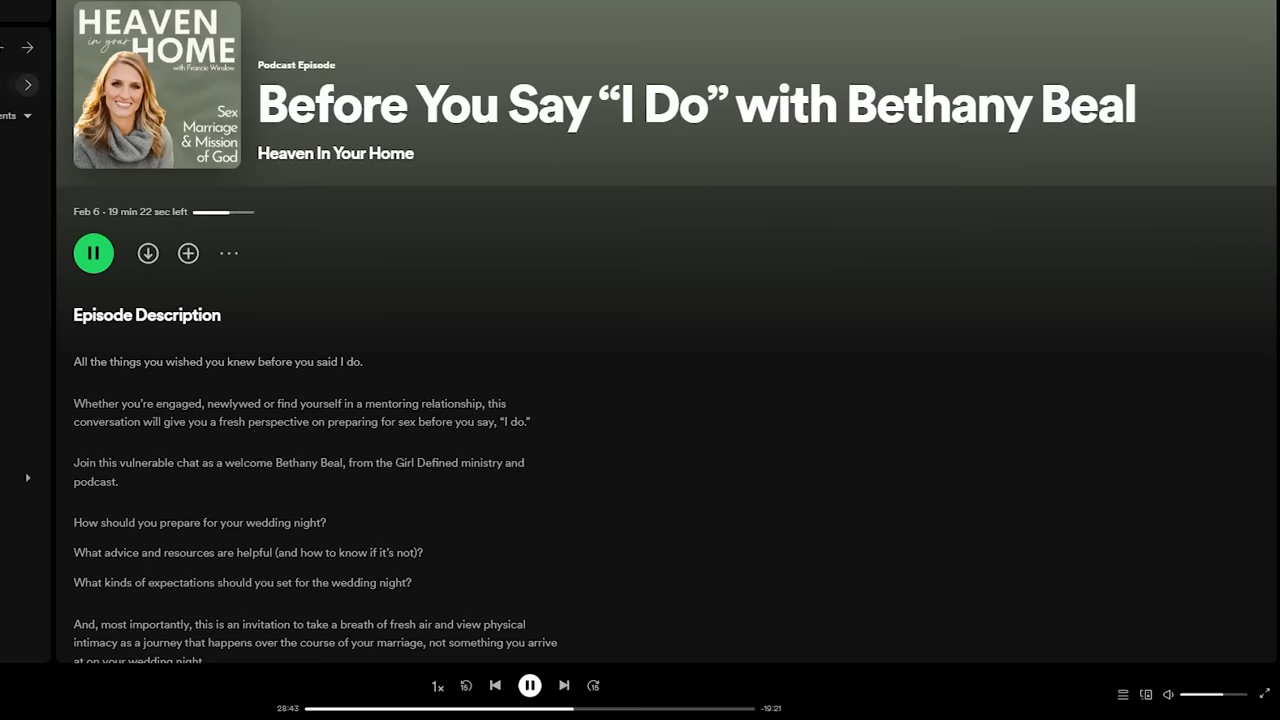 HEAVEN
in your HOME
with Francie Winslow
Sex
Marriage
& Mission
of God
Podcast Episode
Before You Say “I Do” with Bethany Beal
Heaven In Your Home
ents
Feb 6 · 19 min 22 sec left
Episode Description
All the things you wished you knew before you said I do.
Whether you're engaged, newlywed or find yourself in a mentoring relationship, this
conversation will give you a fresh perspective on preparing for sex before you say, “I do.”
Join this vulnerable chat as a welcome Bethany Beal, from the Girl Defined ministry and
podcast.
How should you prepare for your wedding night?
What advice and resources are helpful (and how to know if it's not)?
What kinds of expectations should you set for the wedding night?
And, most importantly, this is an invitation to take a breath of fresh air and view physical
intimacy as a journey that happens over the course of your marriage, not something you arrive
at on your wedding night
1x
15
15
28:43
-19:21